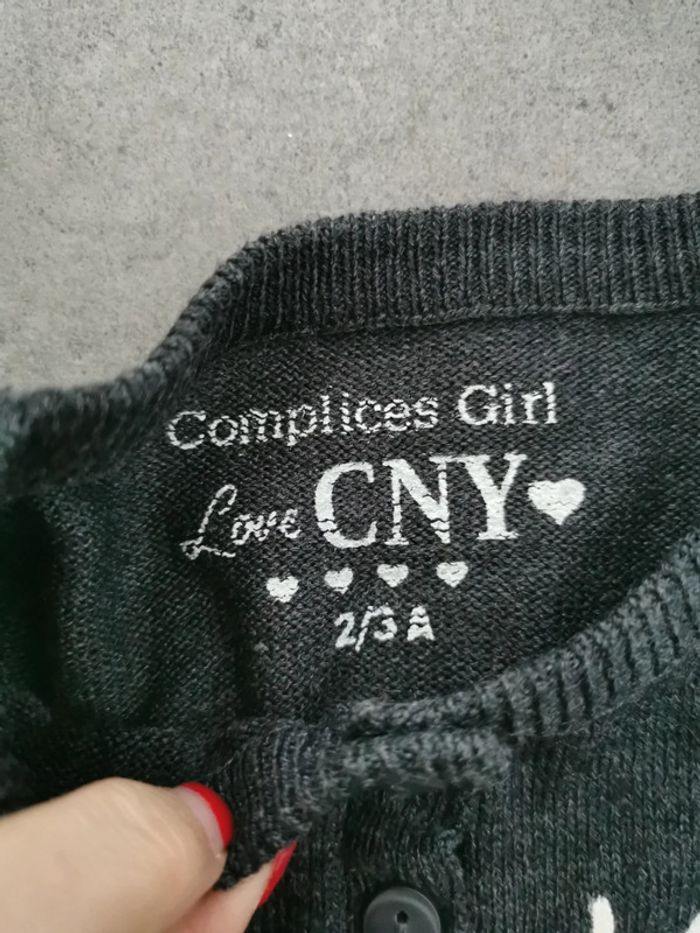 Complices Girl
Love CNY
2/3 A